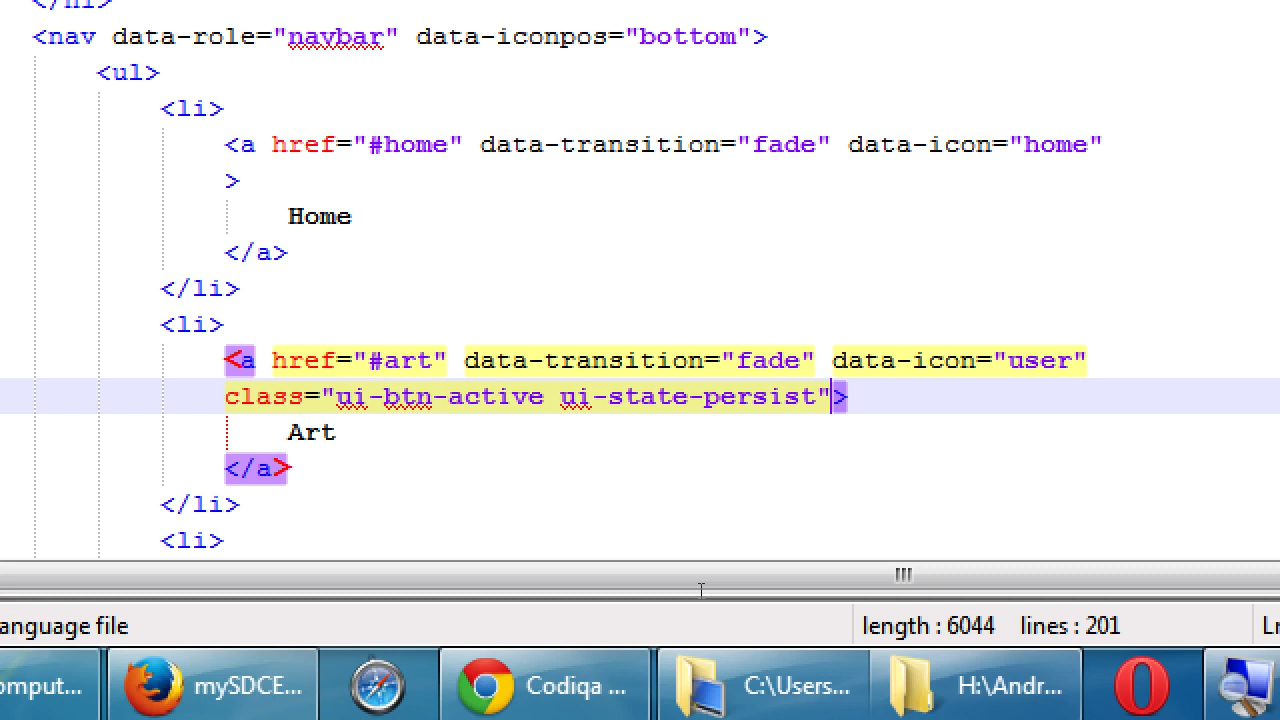 </h1>
<nav data-role="navbar" data-iconpos="bottom">
<ul>
<li>
<a href="#home" data-transition="fade" data-icon="home"
>
Home
</a>
</li>
<li>
<a href="#art" data-transition="fade" data-icon="user"
class="ui-btn-active ui-state-persist">
Art
</a>
</li>
<li>
anguage file length : 6044 lines : 201 Ln
omput... mySDCE... Codiqa ... C:\Users... H:\Andr...